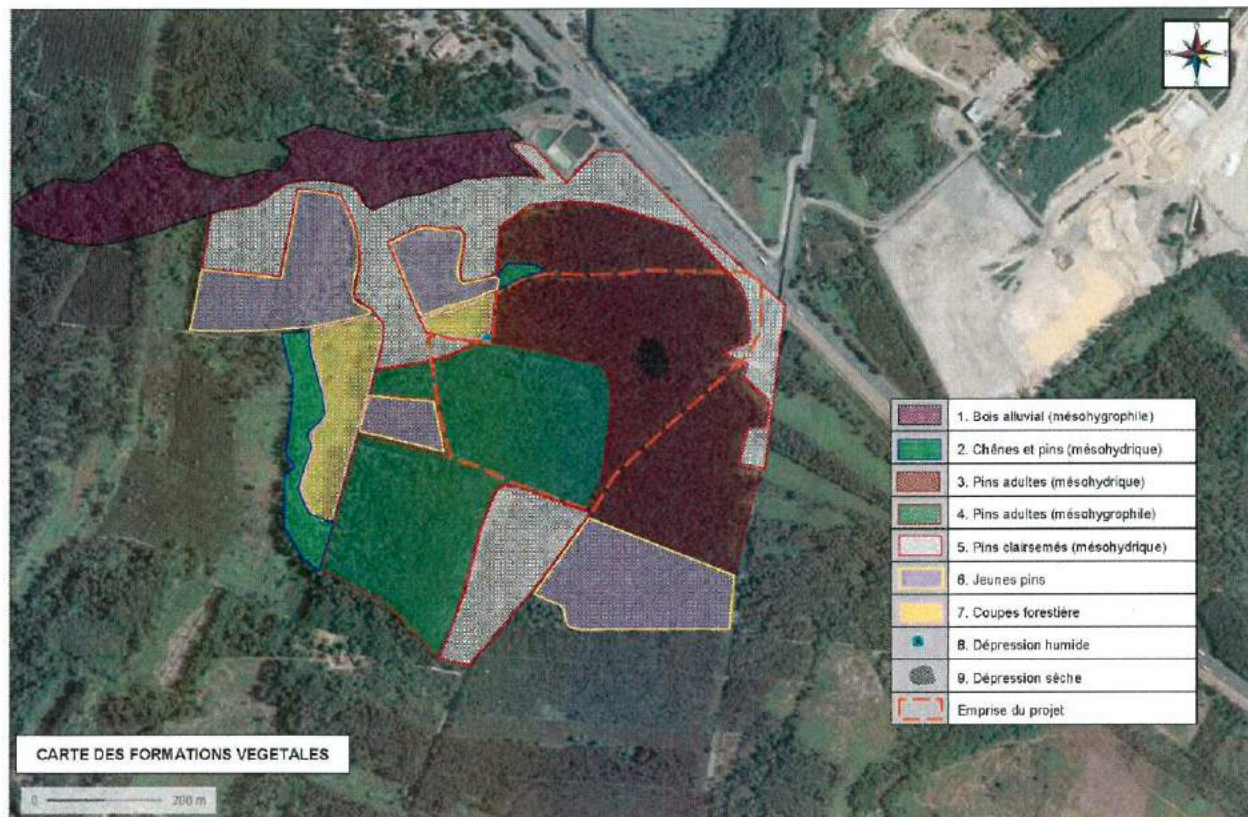 N
S
1. Bois alluvial (mésohygrophile)
2. Chênes et pins (mésohydrique)
3. Pins adultes (mésohydrique)
4. Pins adultes (mésohygrophile)
5. Pins clairsemés (mésohydrique)
6. Jeunes pins
7. Coupes forestière
8. Dépression humide
9. Dépression sèche
Emprise du projet
CARTE DES FORMATIONS VEGETALES
0 200 m